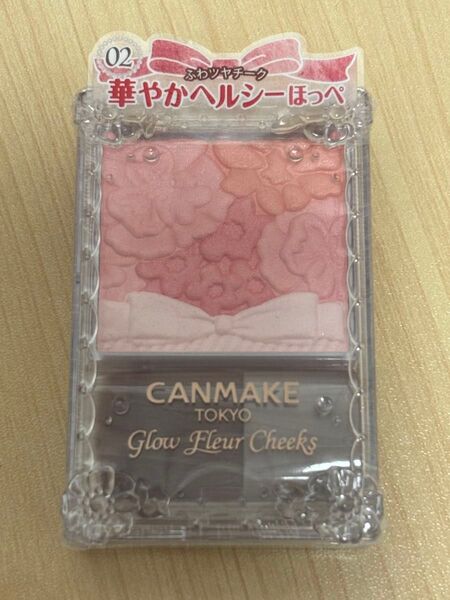 02
ふわツヤチーク
華やかヘルシーほっぺ
CANMAKE
TOKYO
Glow Fleur Cheeks